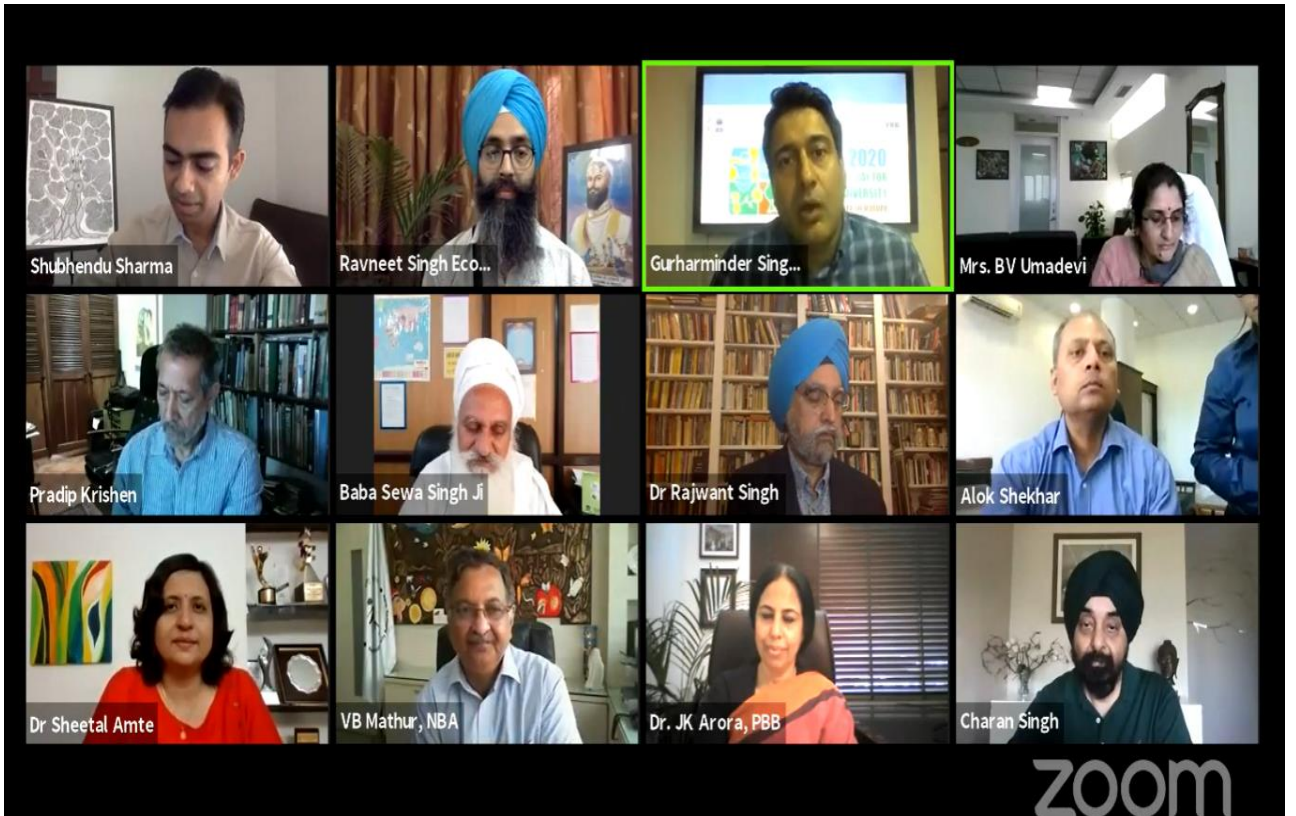 Shubhendu Sharma
Ravneet Singh Eco...
2020
Gurharminder Sing...
Mrs. BV Umadevi
Pradip Krishen
Baba Sewa Singh Ji
Dr Rajwant Singh
Alok Shekhar
Dr Sheetal Amte
VB Mathur, NBA
Dr. JK Arora, PBB
Charan Singh
zoom